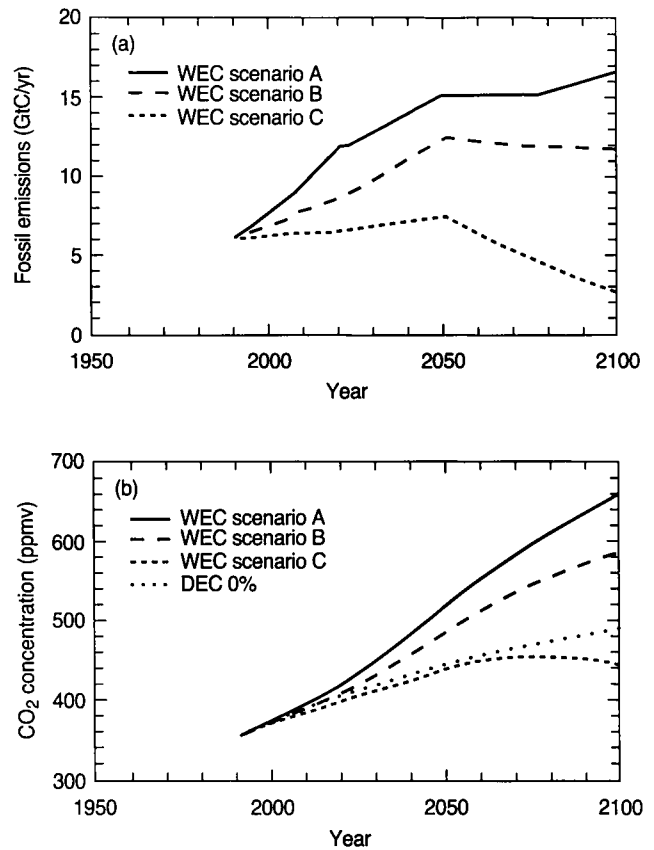 (a)
WEC scenario A
WEC scenario B
WEC scenario C
Fossil emissions (GtC/yr)
20
15
10
5
0
1950 2000 2050 2100
Year
(b)
WEC scenario A
WEC scenario B
WEC scenario C
DEC 0%
CO₂ concentration (ppmv)
700
600
500
400
300
1950 2000 2050 2100
Year